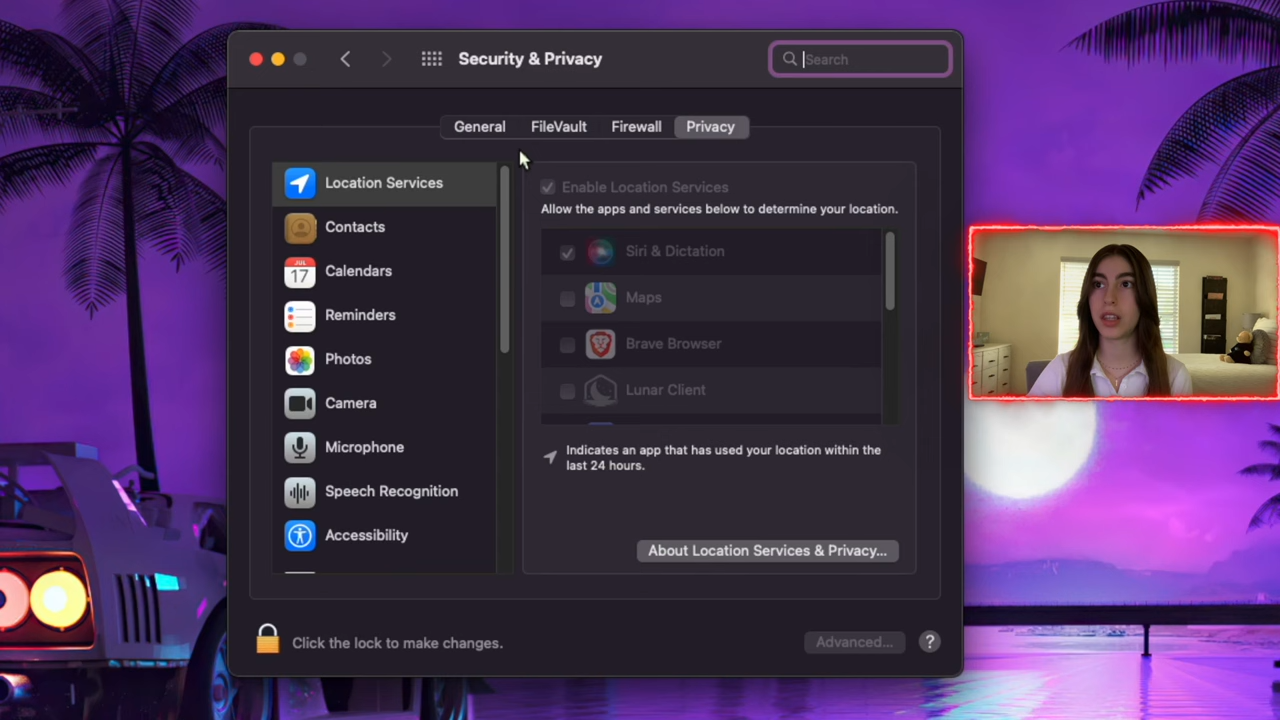 Security & Privacy
Search
General
FileVault
Firewall
Privacy
Location Services
Contacts
JUL
17
Calendars
Reminders
Photos
Camera
Microphone
Speech Recognition
Accessibility
Enable Location Services
Allow the apps and services below to determine your location.
Siri & Dictation
Maps
Brave Browser
Lunar Client
Indicates an app that has used your location within the
last 24 hours.
About Location Services & Privacy...
Click the lock to make changes.
Advanced...
?